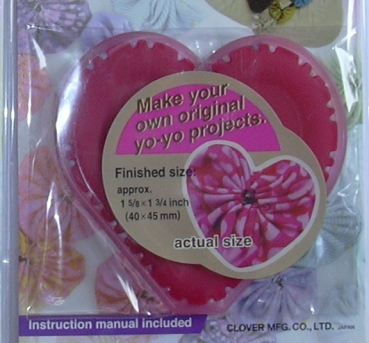 Make your
own original
yo-yo projects.
Finished size:
approx.
1 5/8 × 1 3/4 inch
(40 × 45 mm)
actual size
Instruction manual included
CLOVER MFG. CO., LTD. JAPAN